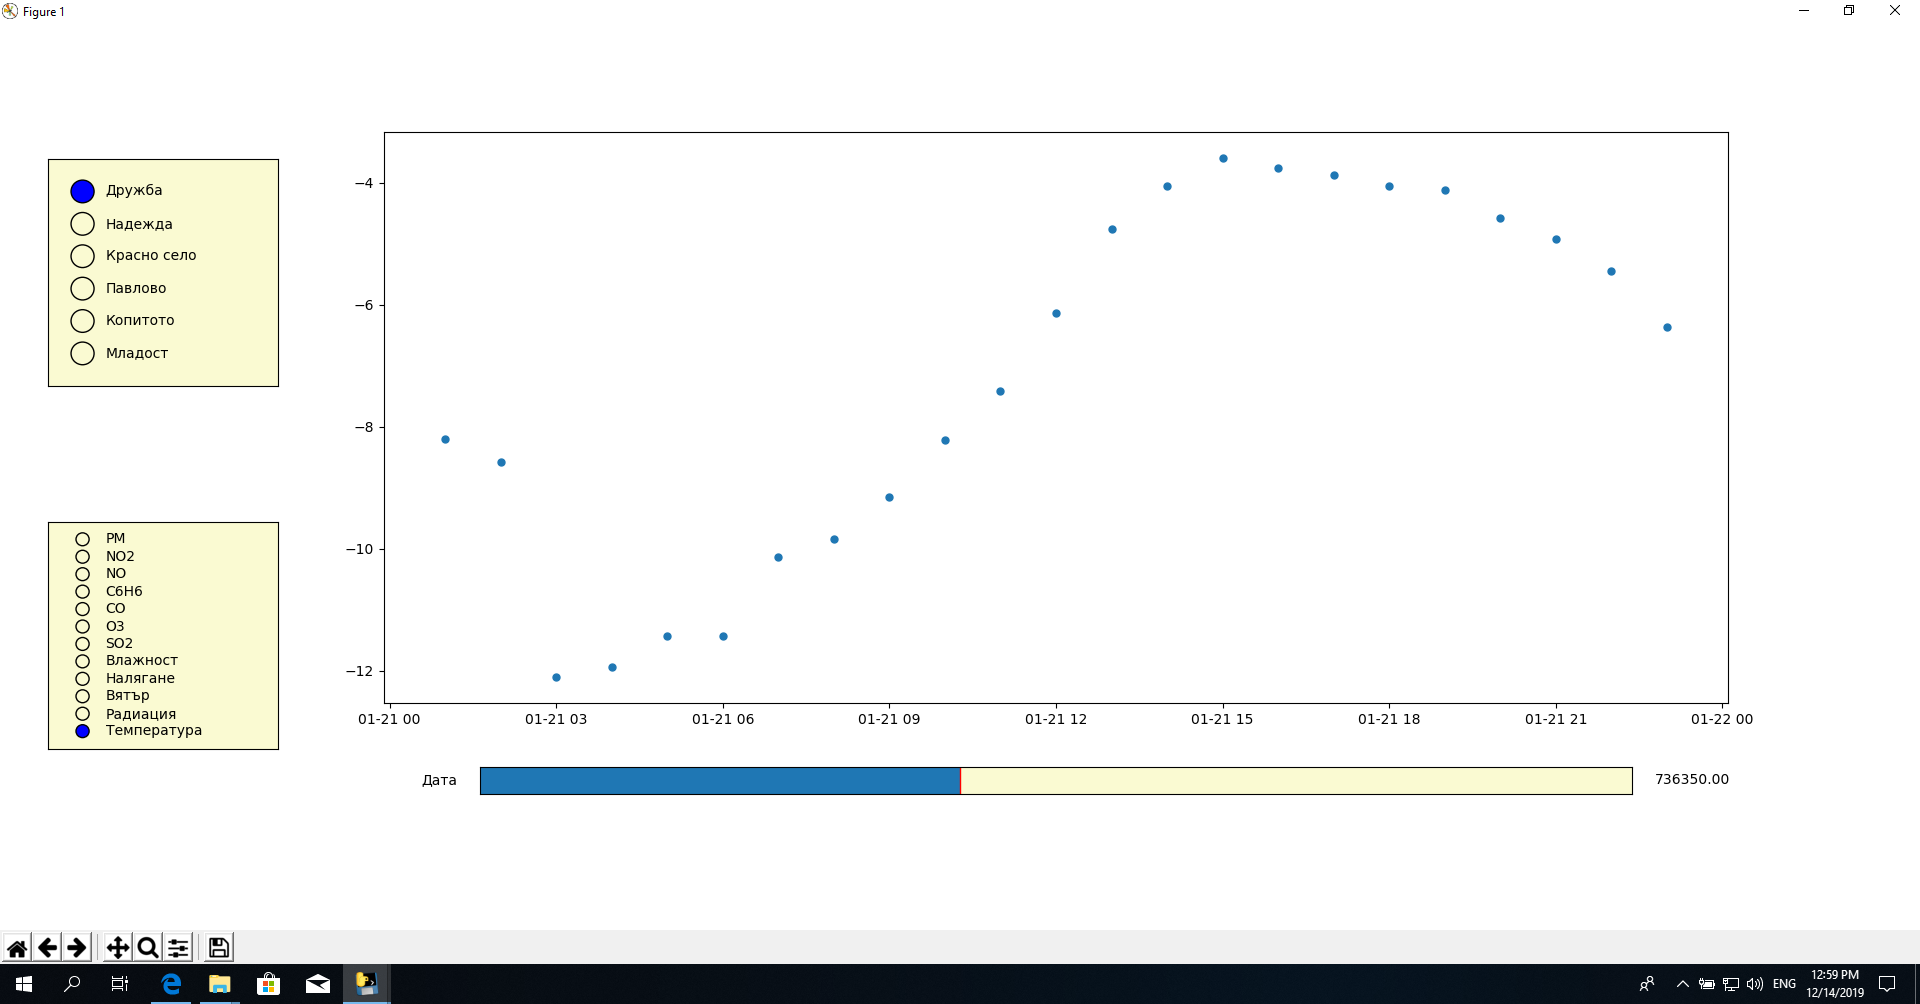 Figure 1
Дружба
Надежда
Красно село
Павлово
Копитото
Младост
PM
NO2
NO
C6H6
CO
O3
SO2
Влажност
Налягане
Вятър
Радиация
Температура
−4
−6
−8
−10
−12
01-21 00 01-21 03 01-21 06 01-21 09 01-21 12 01-21 15 01-21 18 01-21 21 01-22 00
Дата 736350.00
ENG 12:59 PM
12/14/2019